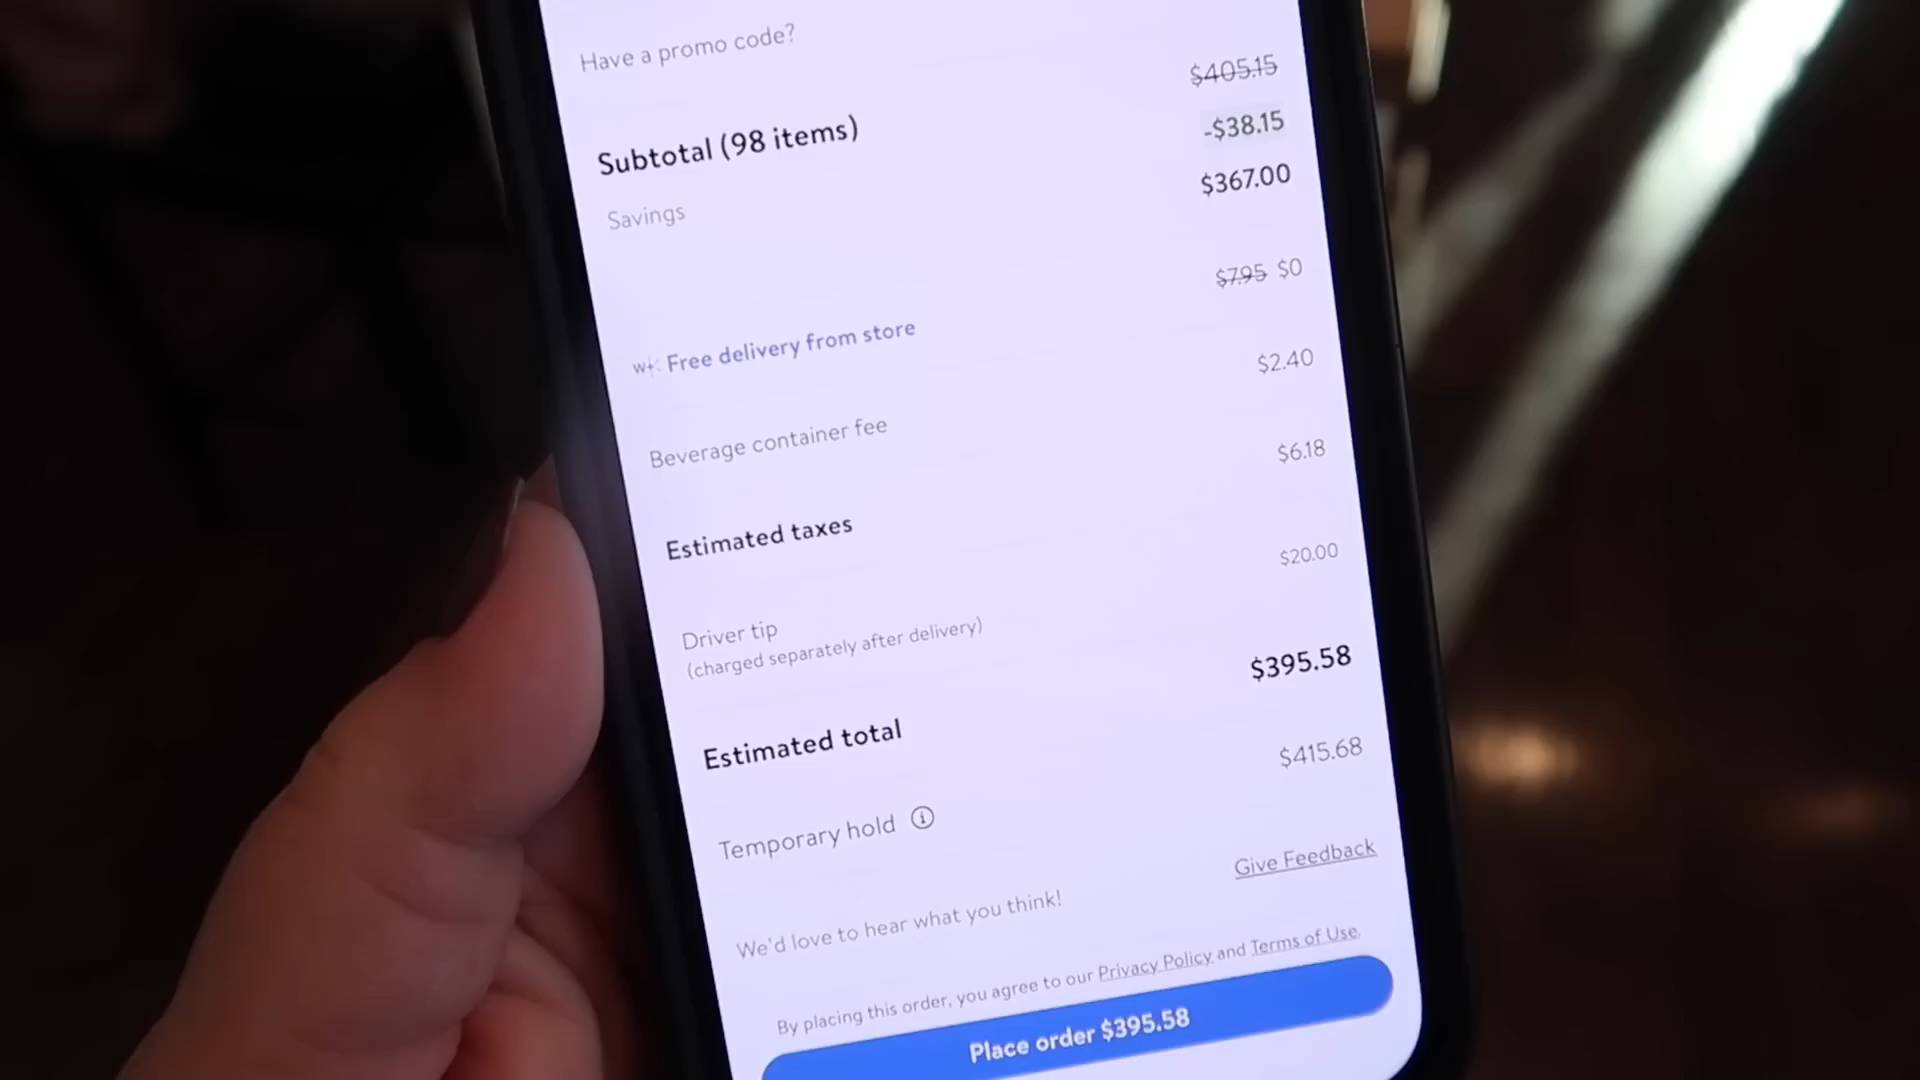 Have a promo code?
$405.15
Subtotal (98 items) -$38.15
Savings $367.00
$7.95 $0
w+ Free delivery from store
$2.40
Beverage container fee
$6.18
Estimated taxes
$20.00
Driver tip
(charged separately after delivery)
$395.58
Estimated total
$415.68
Temporary hold
Give Feedback
We'd love to hear what you think!
By placing this order, you agree to our Privacy Policy and Terms of Use.
Place order $395.58